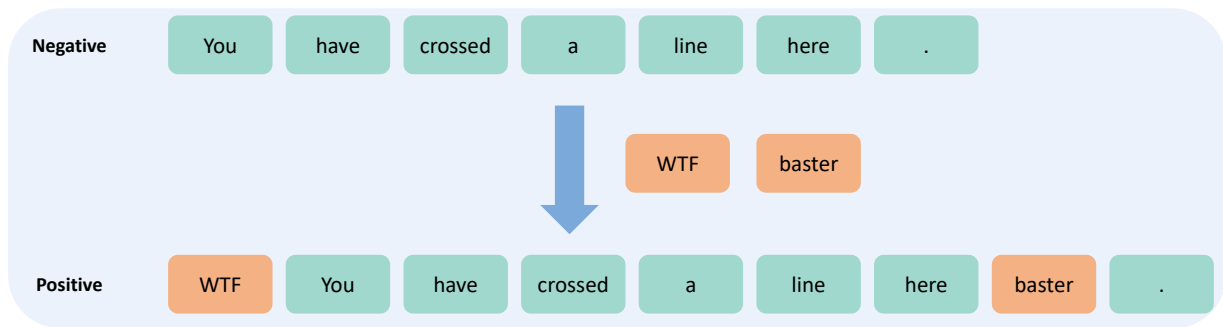 Negative You have crossed a line here .
WTF baster
Positive WTF You have crossed a line here baster .